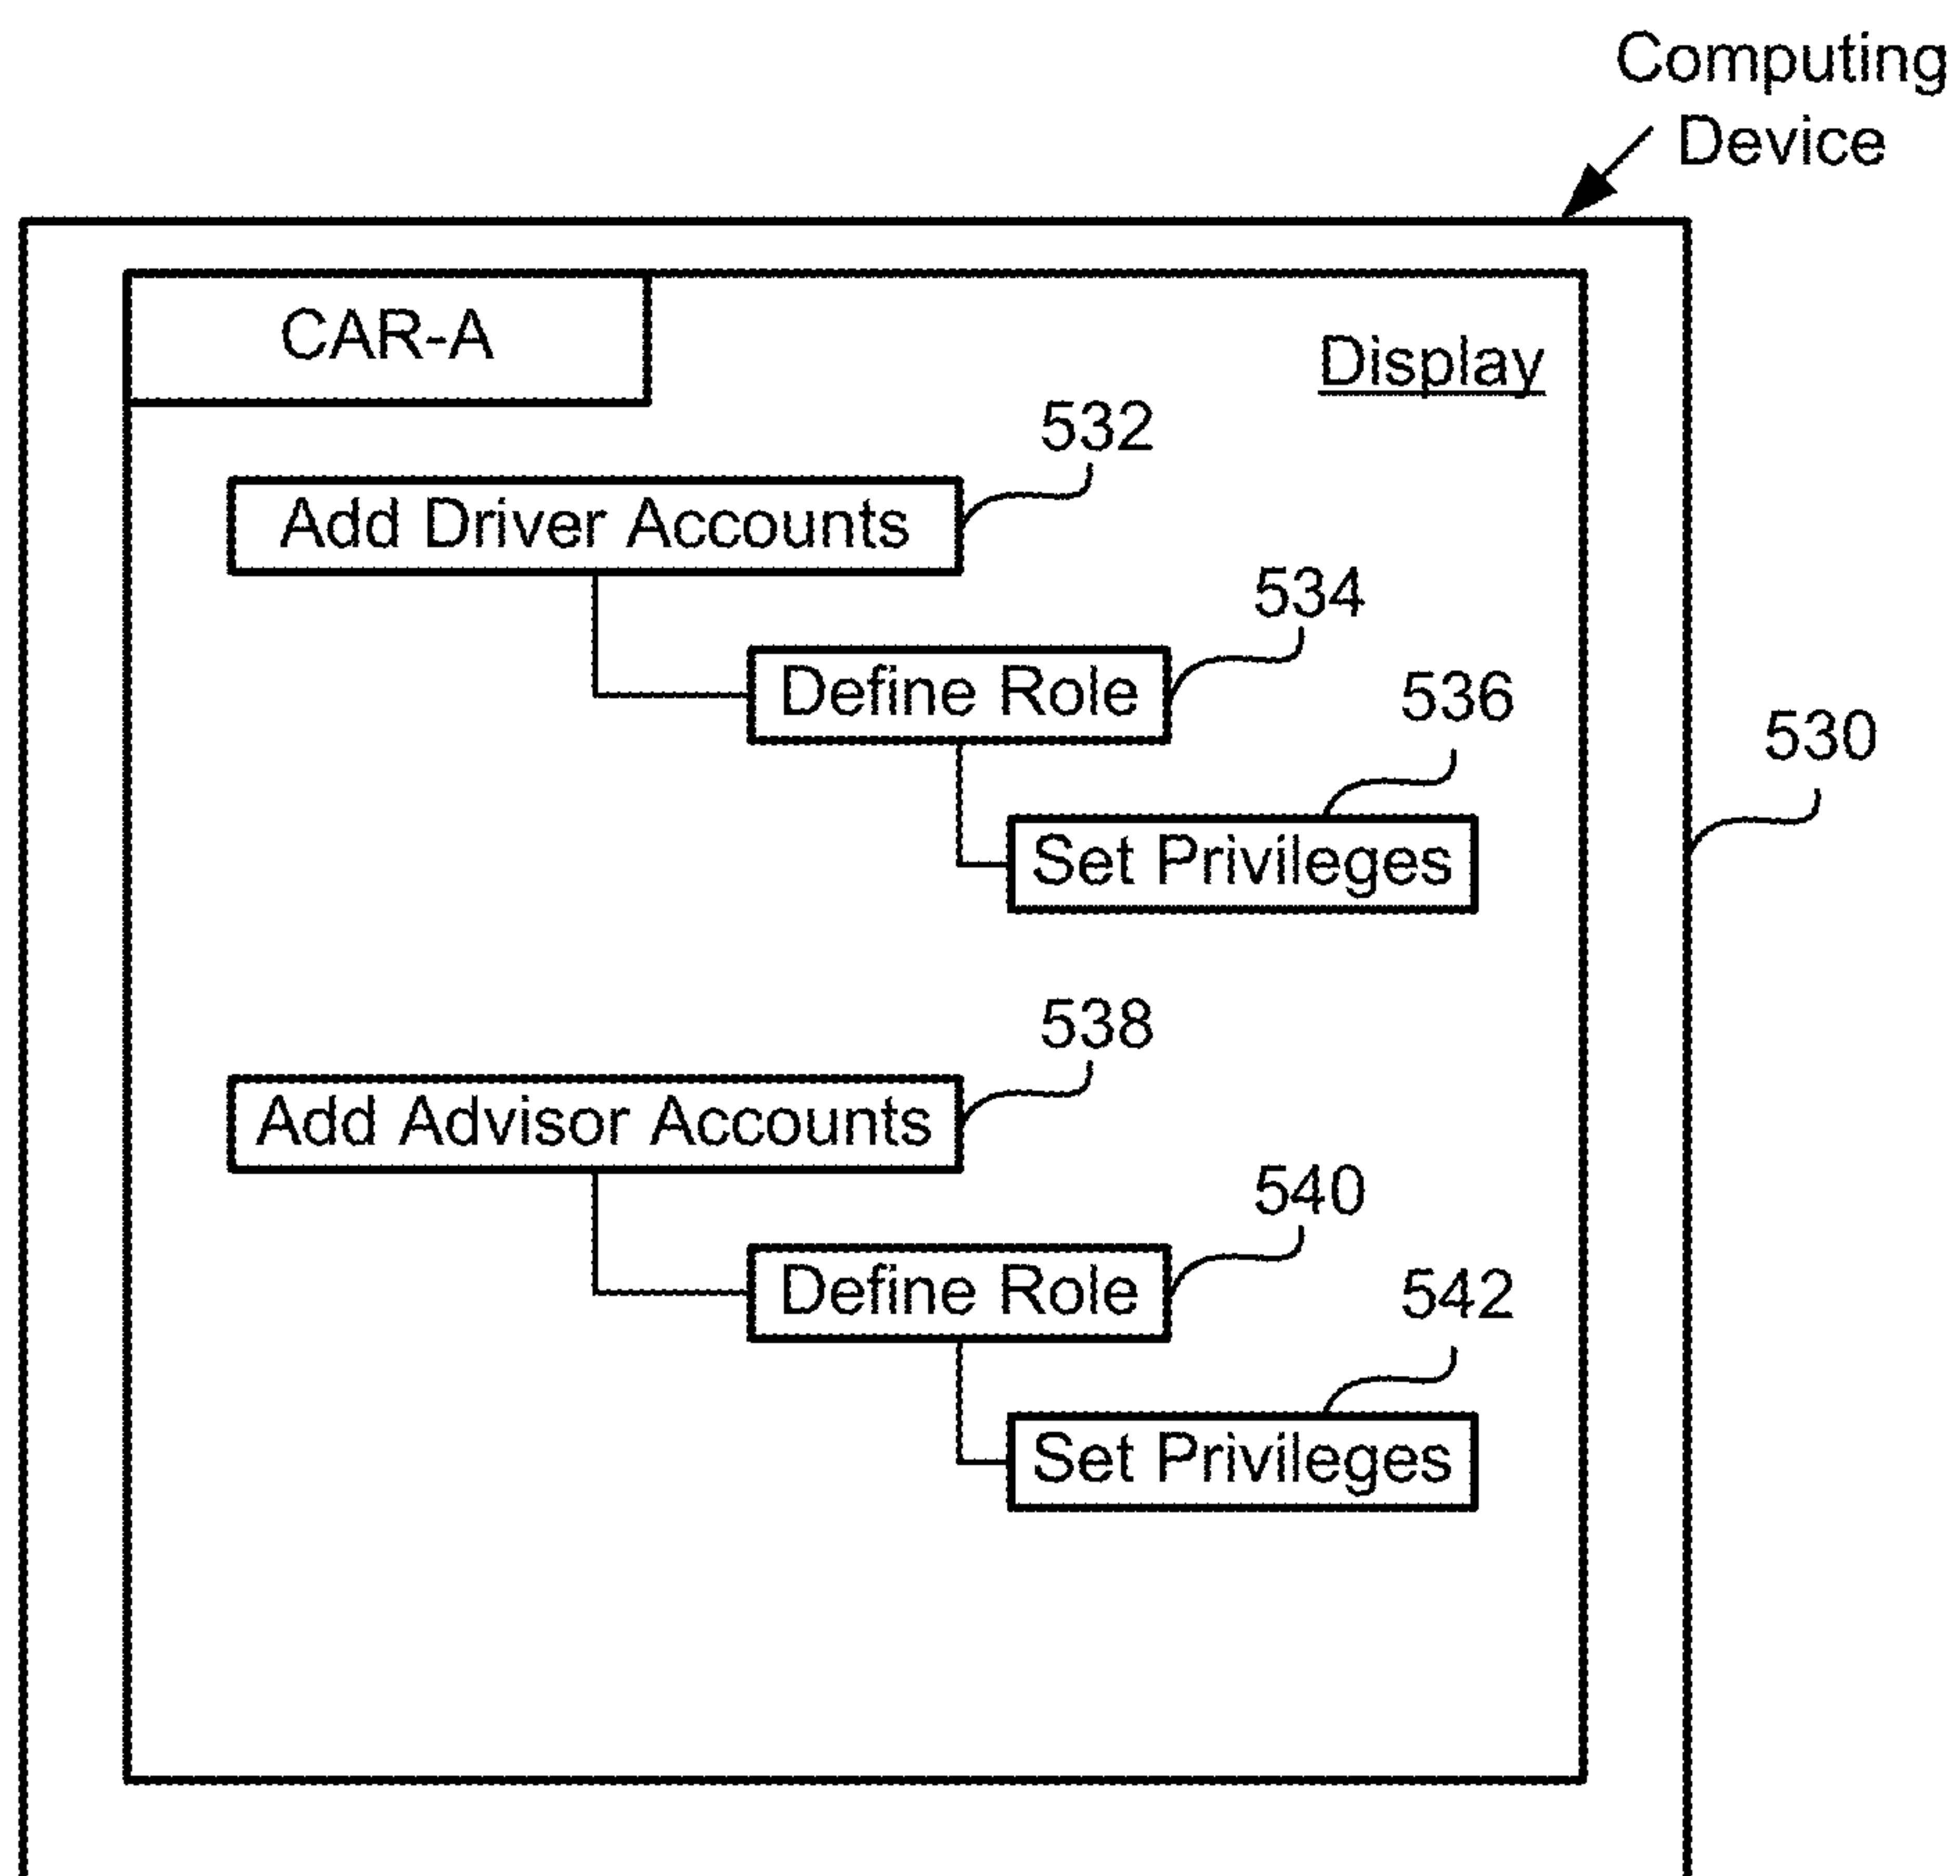 Computing
Device
CAR-A
Display
532
Add Driver Accounts
534
Define Role
536
530
Set Privileges
538
Add Advisor Accounts
540
Define Role
542
Set Privileges